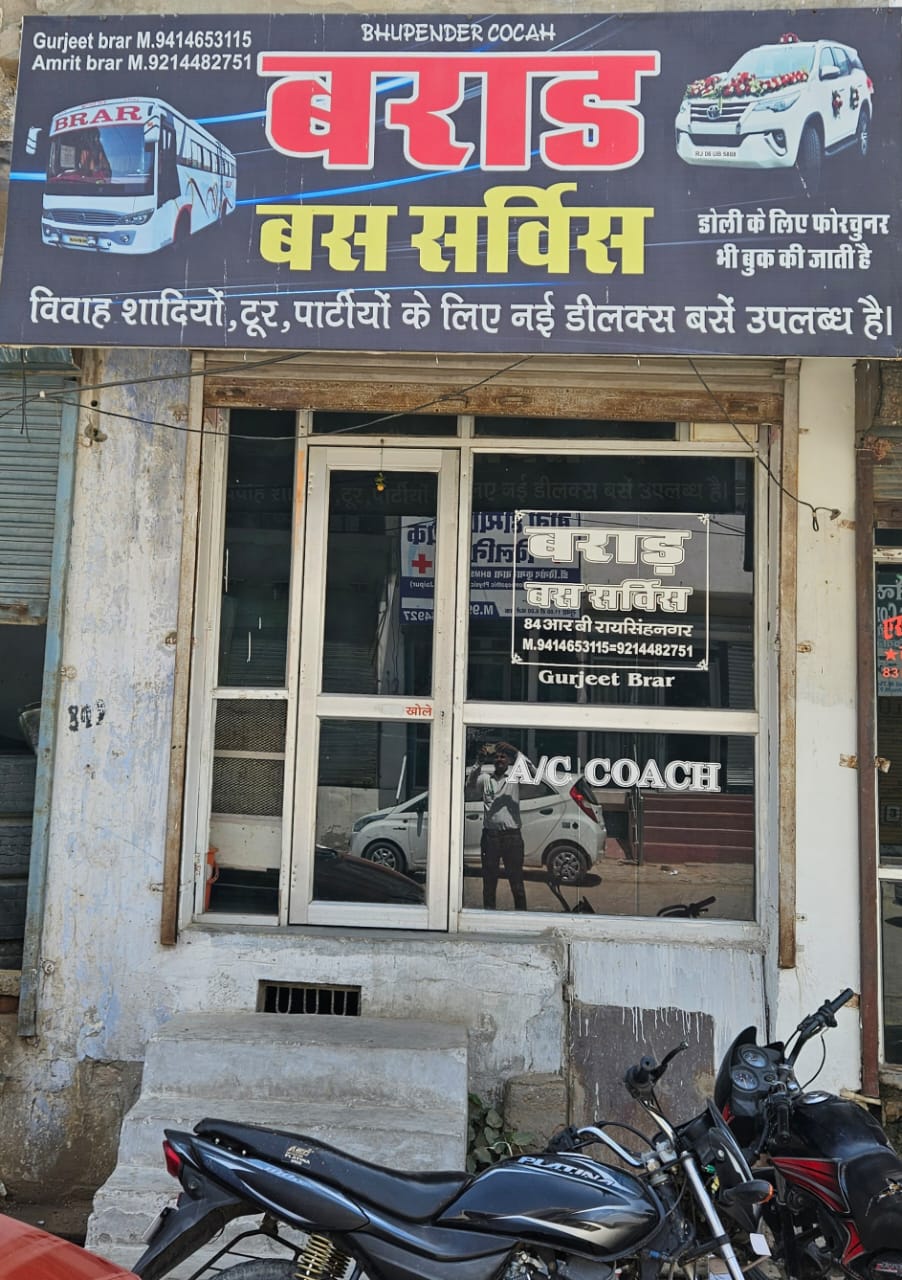 Gurjeet brar M.9414653115
Amrit brar M.9214482751
BHUPENDER COCAH
बराड
बस सर्विस
BRAR
डोली के लिए फोरचुनर
भी बुक की जाती है
विवाह शादियों,टूर,पार्टीयों के लिए नई डीलक्स बसें उपलब्ध है।
बराड़
बस सर्विस
84 आर बी रायसिंहनगर
M.9414653115=9214482751
Gurjeet Brar
खोले
A/C COACH
PLATINA